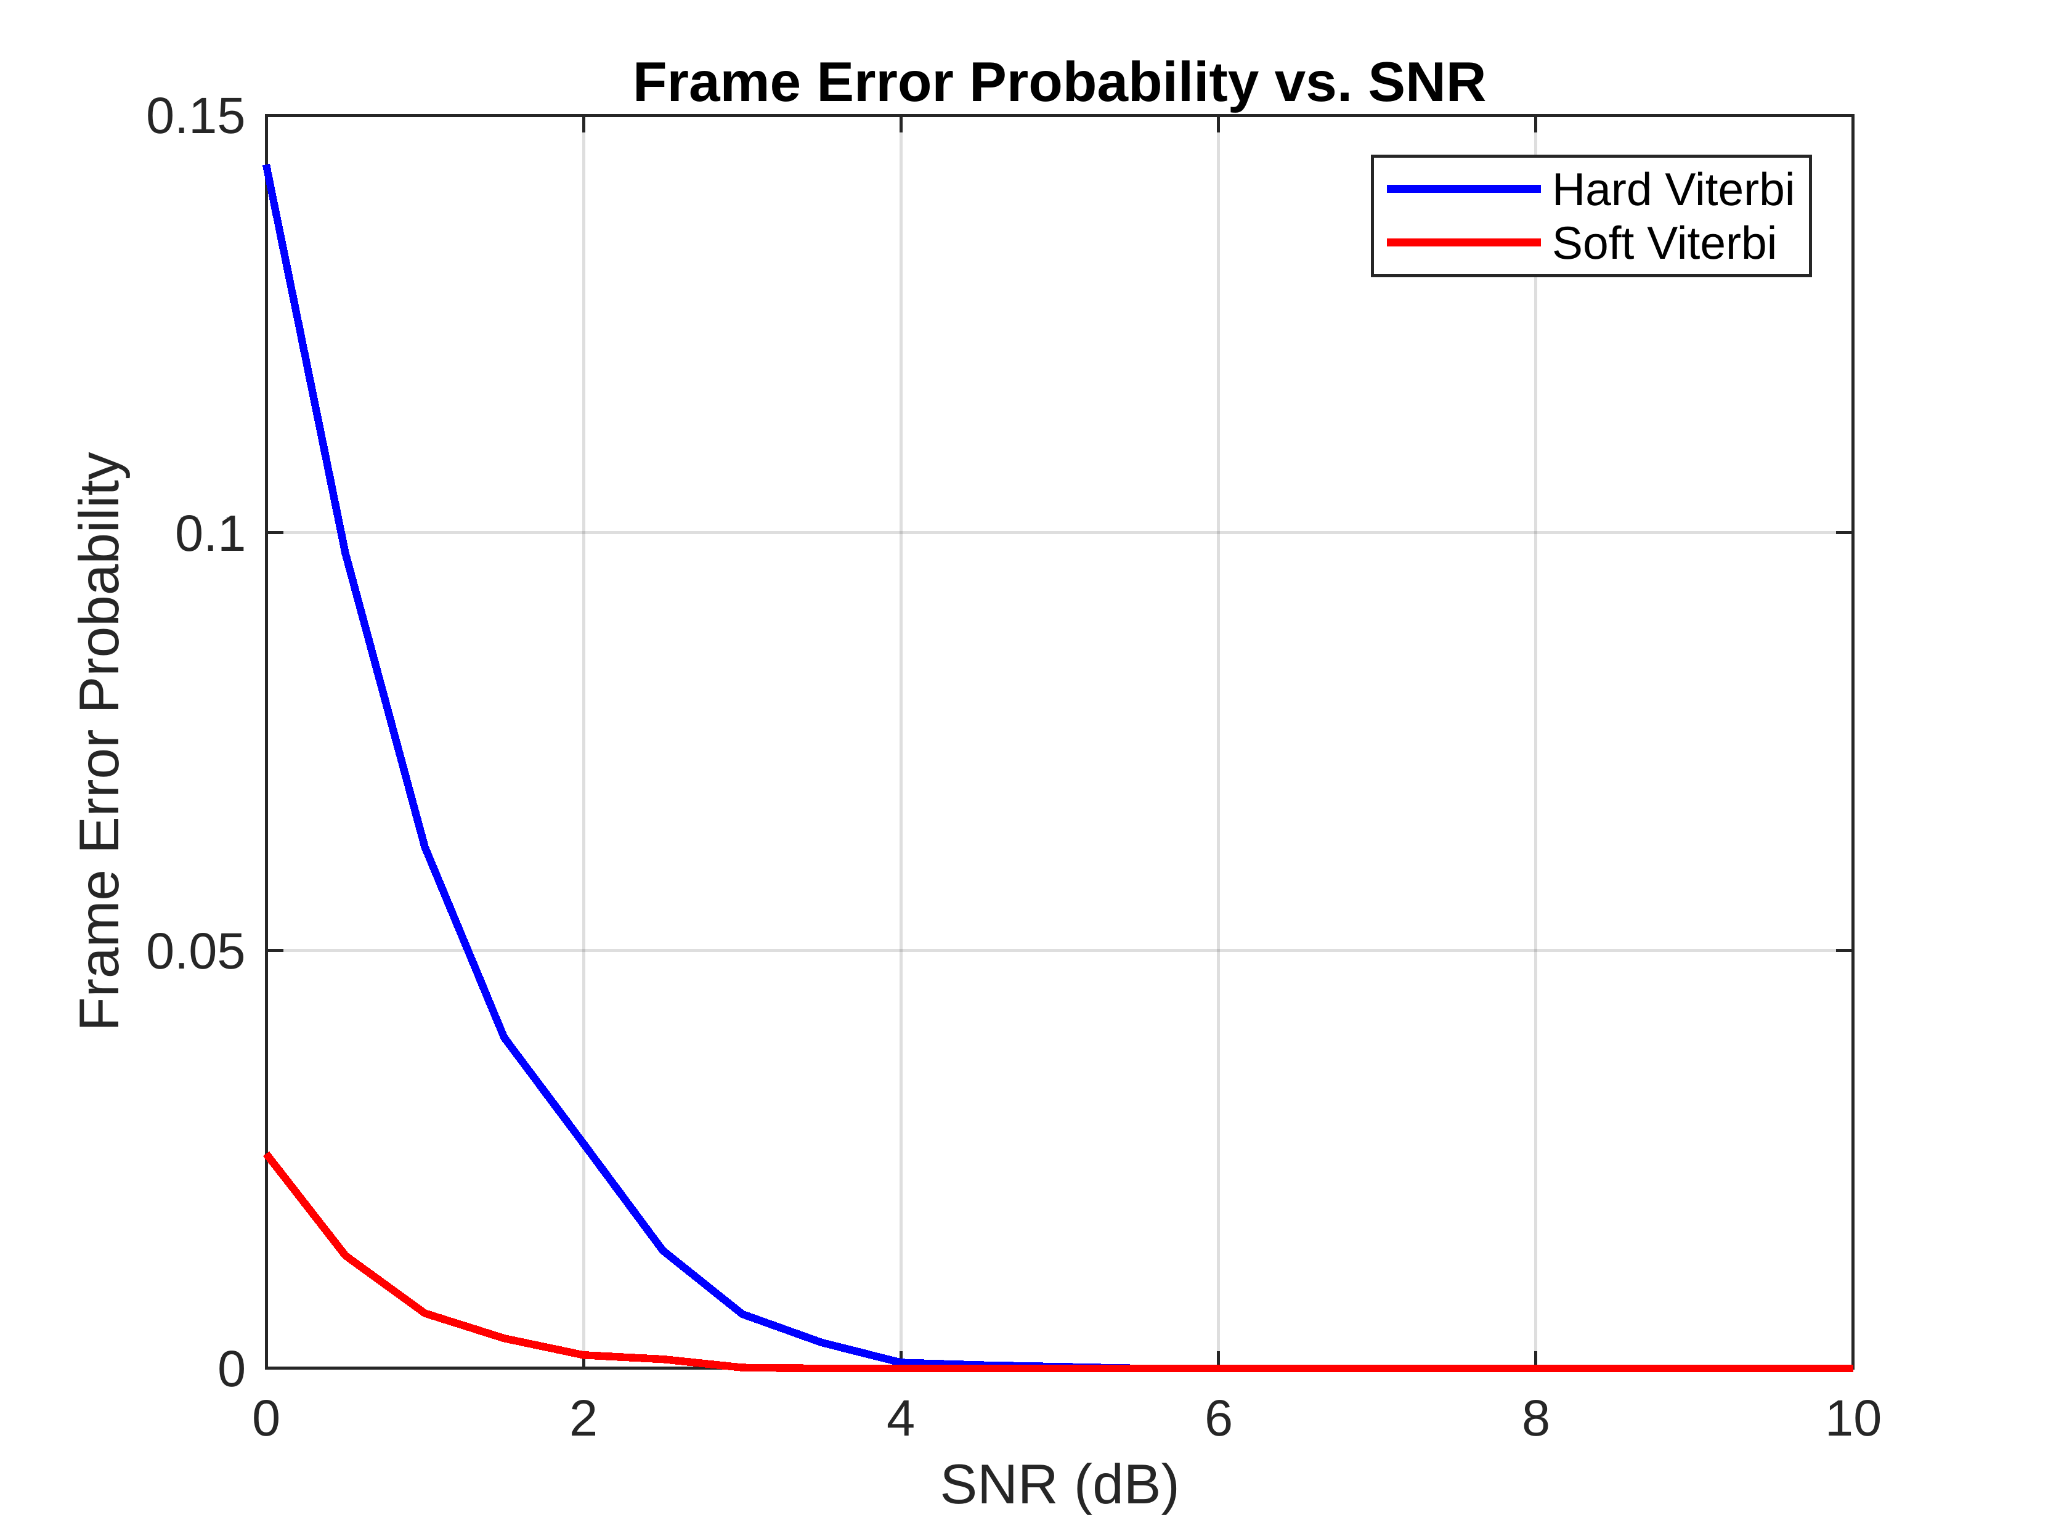 Frame Error Probability vs. SNR
0.15
0.1
0.05
0
Frame Error Probability
Hard Viterbi
Soft Viterbi
0 2 4 6 8 10
SNR (dB)